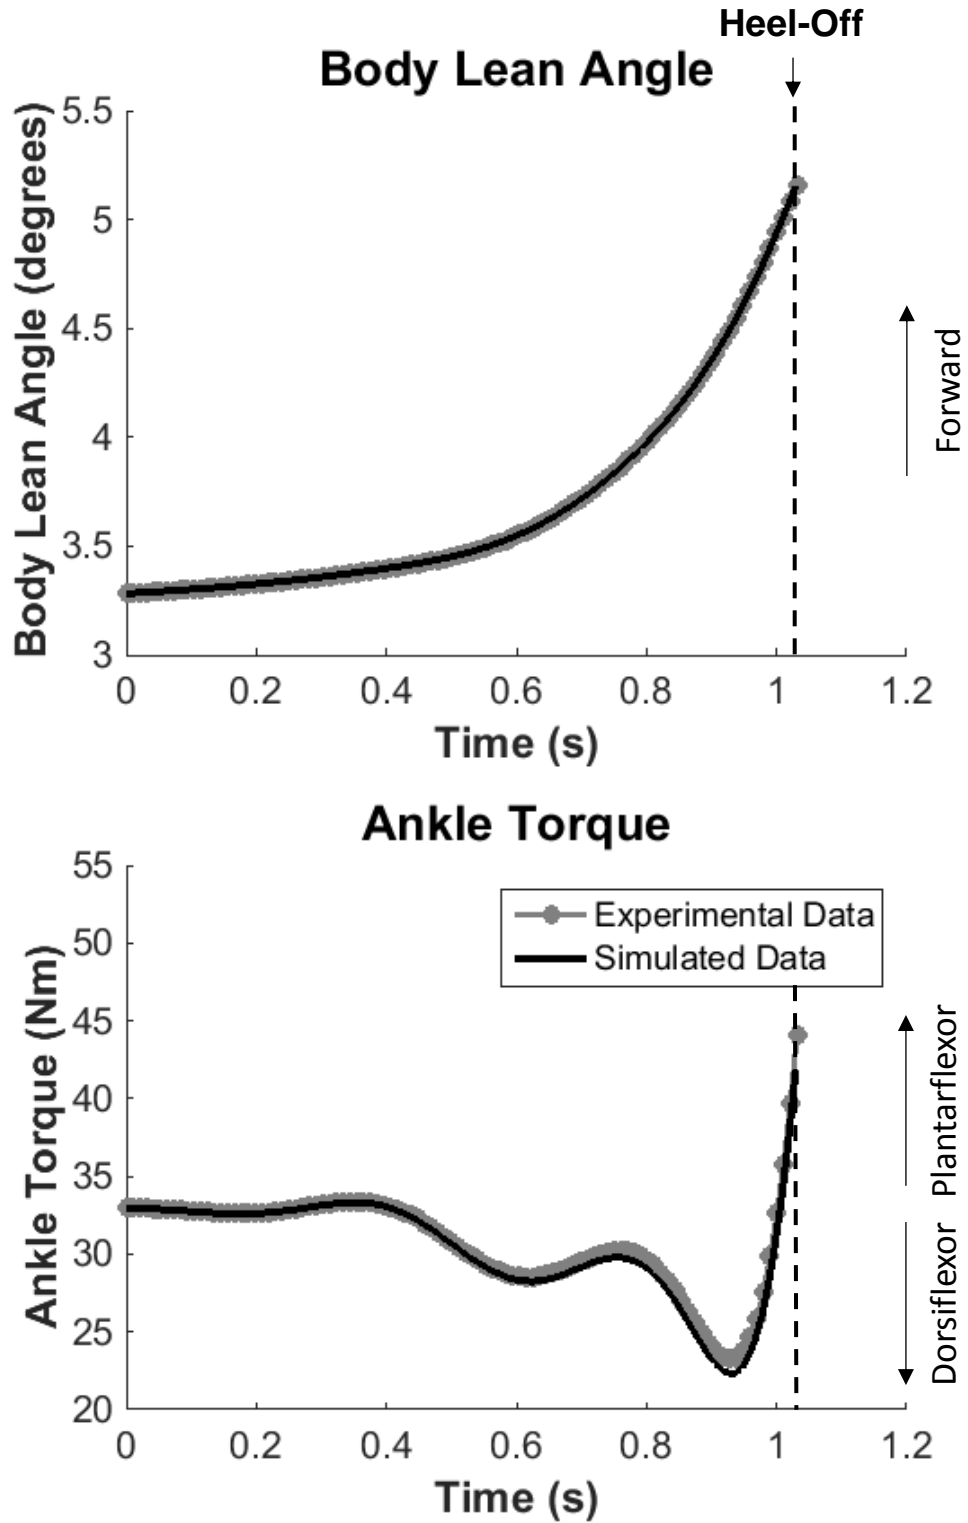 Heel-Off
Body Lean Angle
Body Lean Angle (degrees)
5.5
5
4.5
4
3.5
3
0 0.2 0.4 0.6 0.8 1 1.2
Time (s)
Forward
Ankle Torque
Ankle Torque (Nm)
55
50
45
40
35
30
25
20
Experimental Data
Simulated Data
0 0.2 0.4 0.6 0.8 1 1.2
Time (s)
Plantarflexor
Dorsiflexor